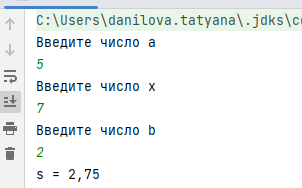 C:\Users\danilova.tatyana\.jdks\co
Введите число a
5
Введите число x
7
Введите число b
2
s = 2,75